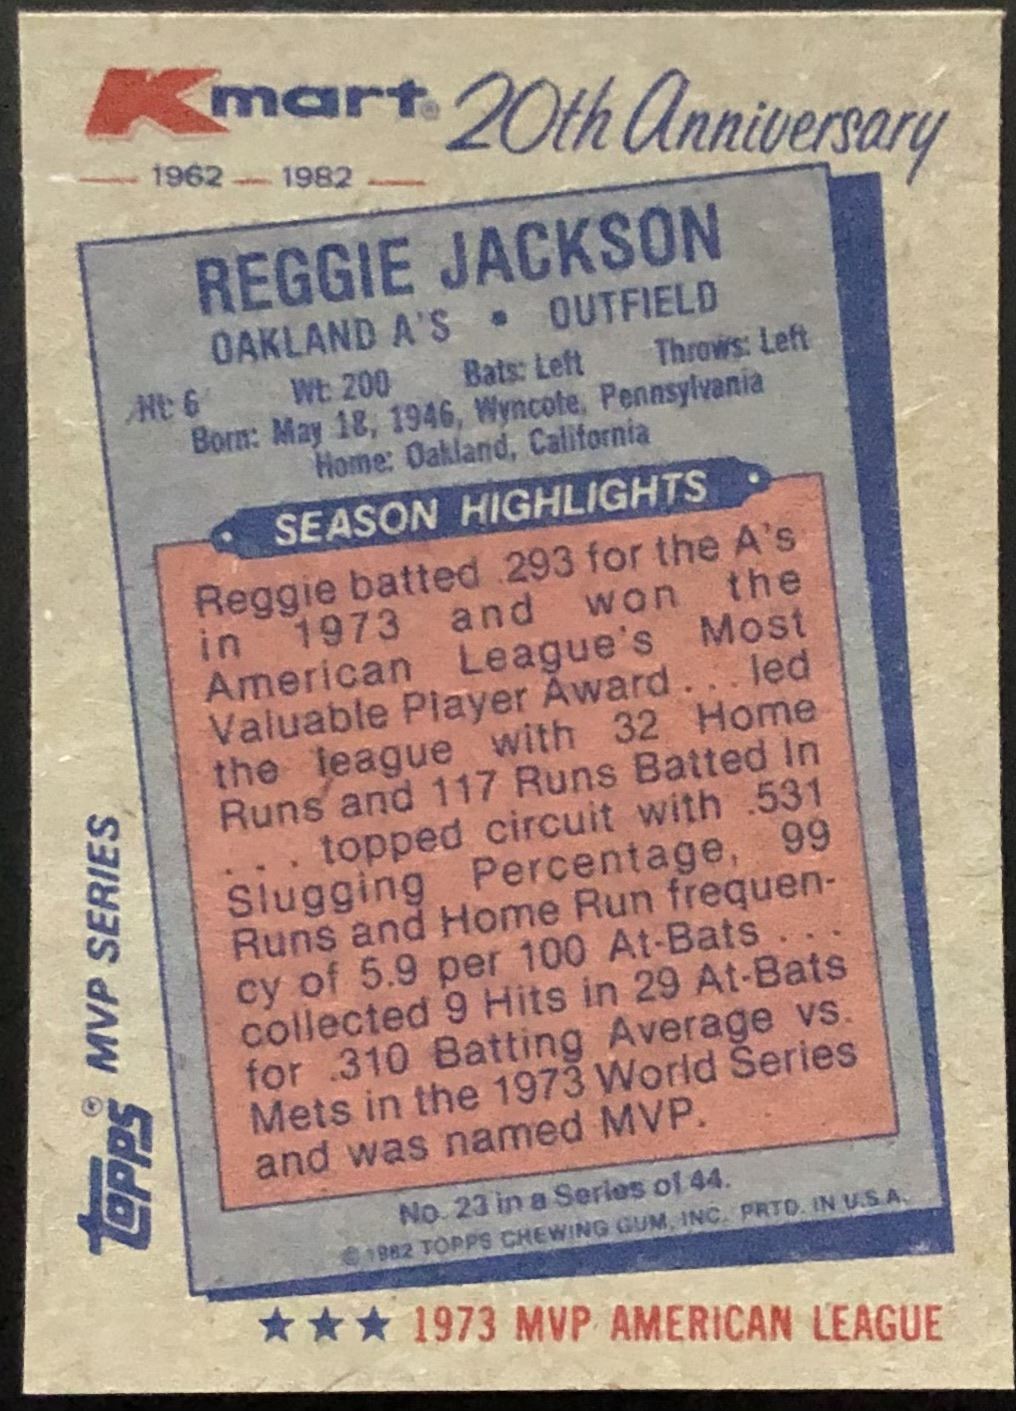 Kmart® 20th Anniversary
— 1962 — 1982 —
REGGIE JACKSON
OAKLAND A'S • OUTFIELD
Ht: 6' Wt: 200 Bats: Left Throws: Left
Born: May 18, 1946, Wyncote, Pennsylvania
Home: Oakland, California
SEASON HIGHLIGHTS
Reggie batted .293 for the A's
in 1973 and won the
American League's Most
Valuable Player Award . . . led
the league with 32 Home
Runs and 117 Runs Batted In
. . . topped circuit with .531
Slugging Percentage, 99
Runs and Home Run frequen-
cy of 5.9 per 100 At-Bats . . .
collected 9 Hits in 29 At-Bats
for .310 Batting Average vs.
Mets in the 1973 World Series
and was named MVP.
No. 23 in a Series of 44.
© 1982 TOPPS CHEWING GUM, INC. PRTD. IN U.S.A.
TOPPS® MVP SERIES
★★★ 1973 MVP AMERICAN LEAGUE